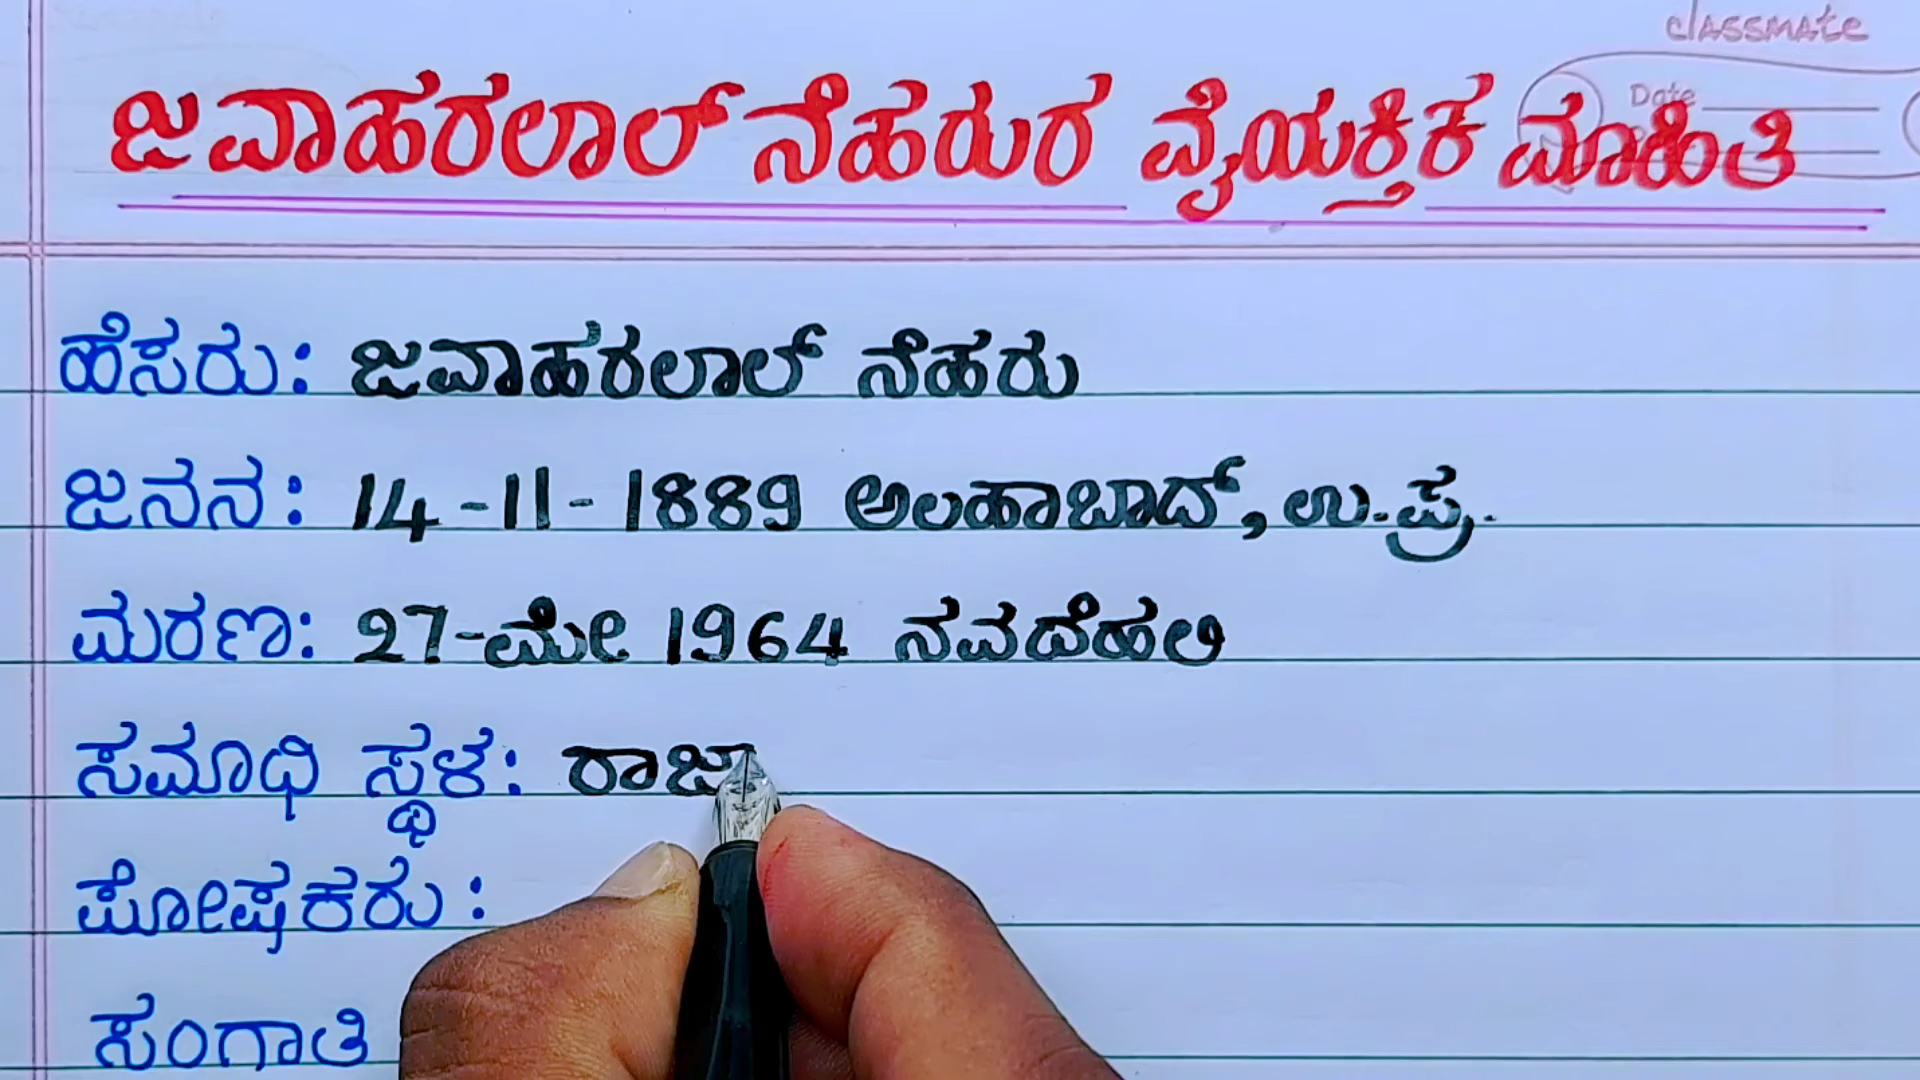 classmate
Date
ಜವಾಹರಲಾಲ್ ನೆಹರುರ ವೈಯಕ್ತಿಕ ಮಾಹಿತಿ
ಹೆಸರು: ಜವಾಹರಲಾಲ್ ನೆಹರು
ಜನನ: 14-11-1889 ಅಲಹಾಬಾದ್, ಉ.ಪ್ರ.
ಮರಣ: 27-ಮೇ 1964 ನವದೆಹಲಿ
ಸಮಾಧಿ ಸ್ಥಳ: ರಾಜಾ
ಪೋಷಕರು:
ಸಂಗಾತಿ